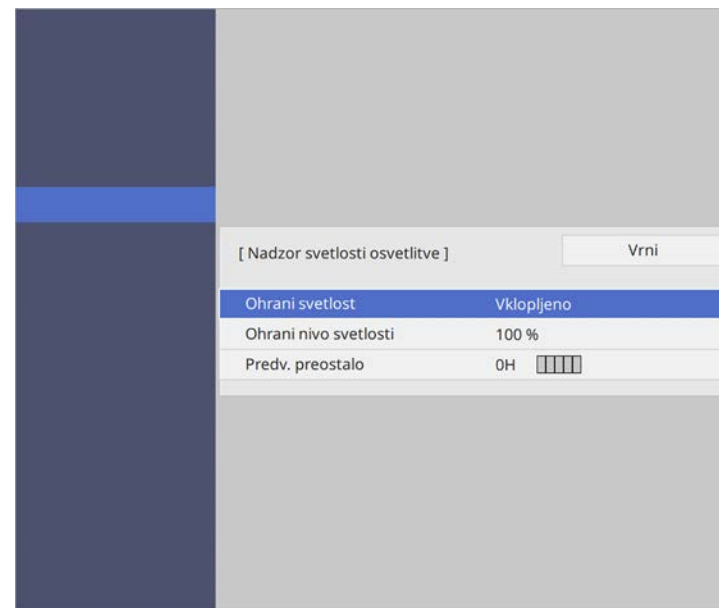 [ Nadzor svetlosti osvetlitve ] Vrni
Ohrani svetlost Vklopljeno
Ohrani nivo svetlosti 100 %
Predv. preostalo 0H